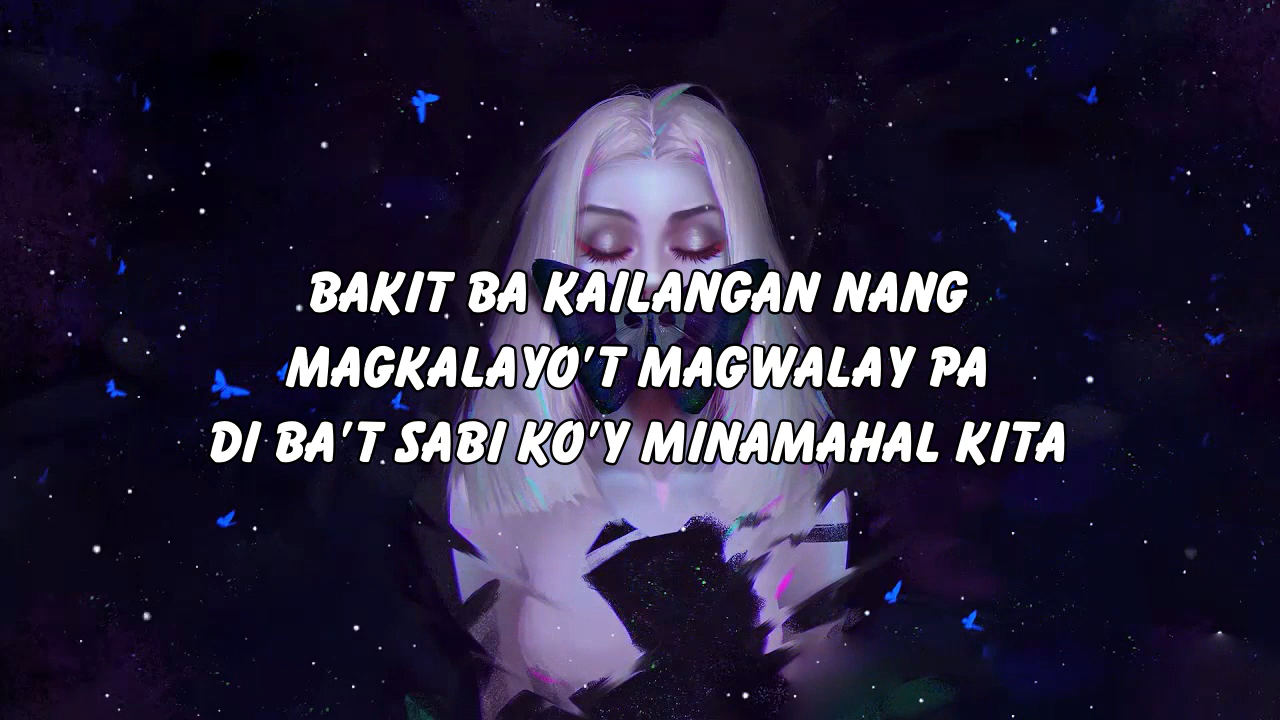 BAKIT BA KAILANGAN NANG
MAGKALAYO'T MAGWALAY PA
DI BA'T SABI KO'Y MINAMAHAL KITA